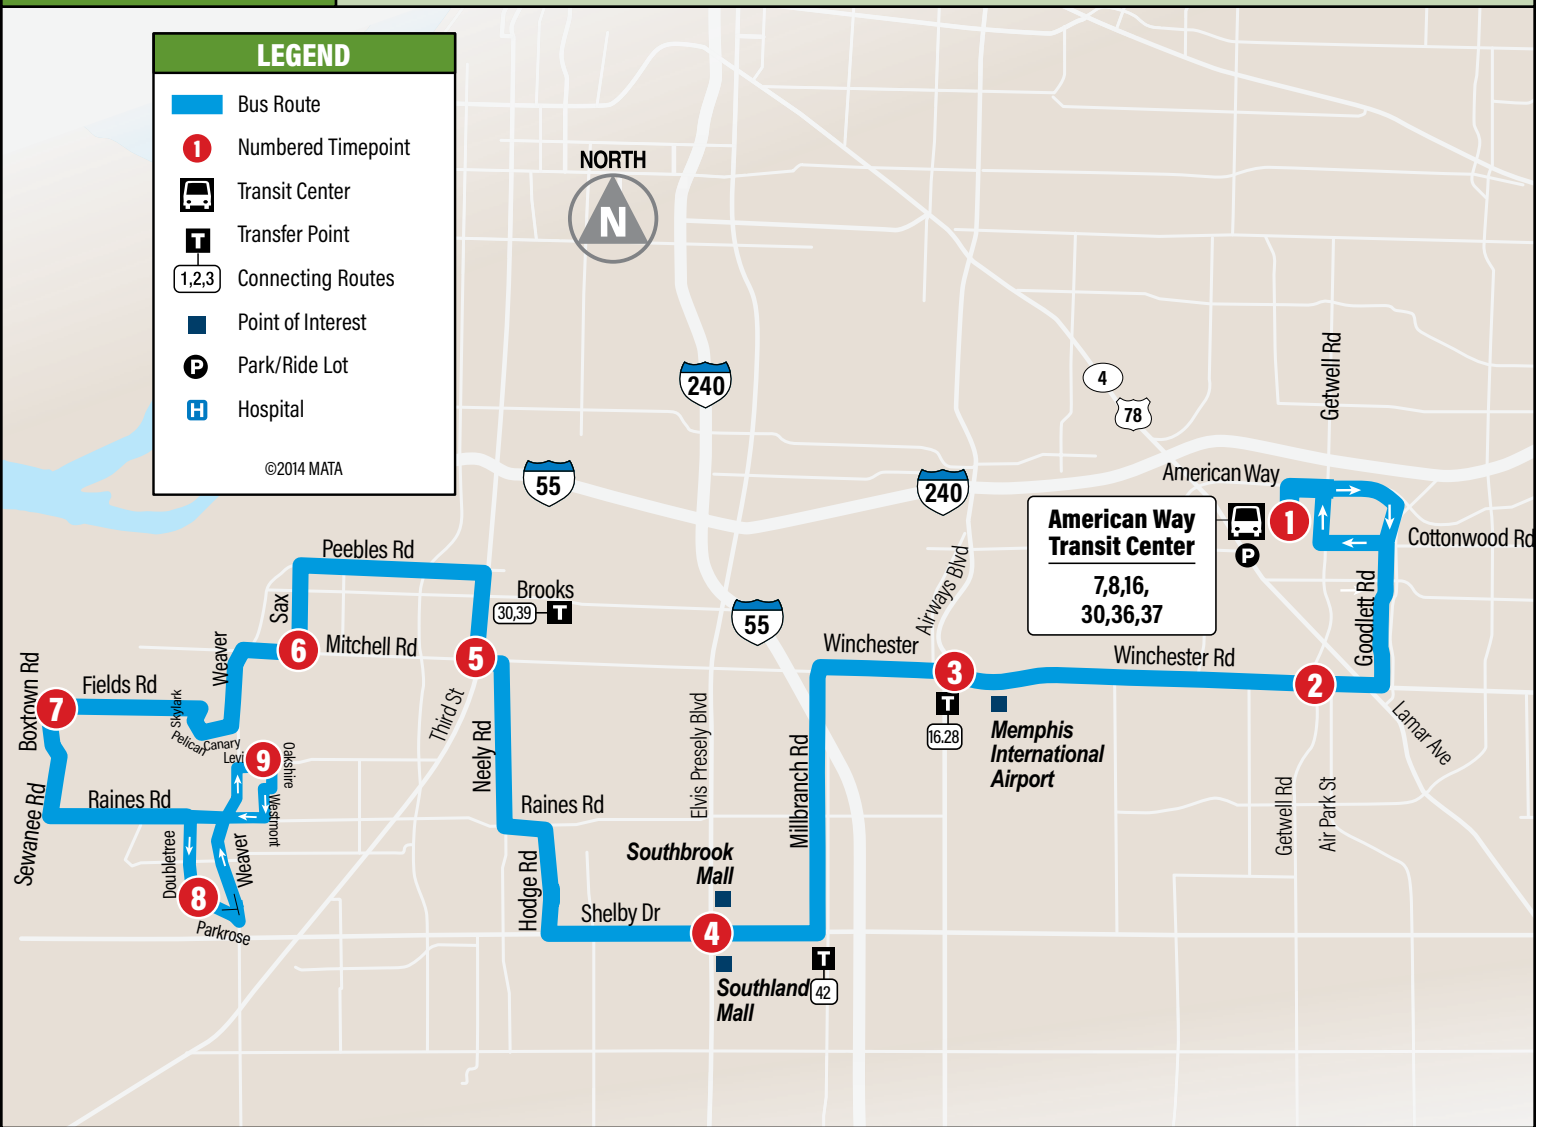 LEGEND
Bus Route
1
Numbered Timepoint
Transit Center
T
Transfer Point
1,2,3
Connecting Routes
Point of Interest
P
Park/Ride Lot
H
Hospital
©2014 MATA
NORTH
N
240
4
78
Getwell Rd
55
240
American Way
American Way
Transit Center
7,8,16,
30,36,37
P
1
Cottonwood Rd
Goodlett Rd
Peebles Rd
Sax
Brooks
30,39
T
Airways Blvd
55
Weaver
6
Mitchell Rd
5
Winchester
3
Winchester Rd
2
Boxtown Rd
Fields Rd
Skylark
7
Pelican
Canary
Levi
9
Oakshire
Third St
Neely Rd
Elvis Presely Blvd
Millbranch Rd
T
16.28
Memphis
International
Airport
Lamar Ave
Sewanee Rd
Raines Rd
Westmont
Raines Rd
Getwell Rd
Air Park St
Doubletree
Weaver
8
Parkrose
Hodge Rd
Shelby Dr
Southbrook
Mall
4
Southland
Mall
T
42